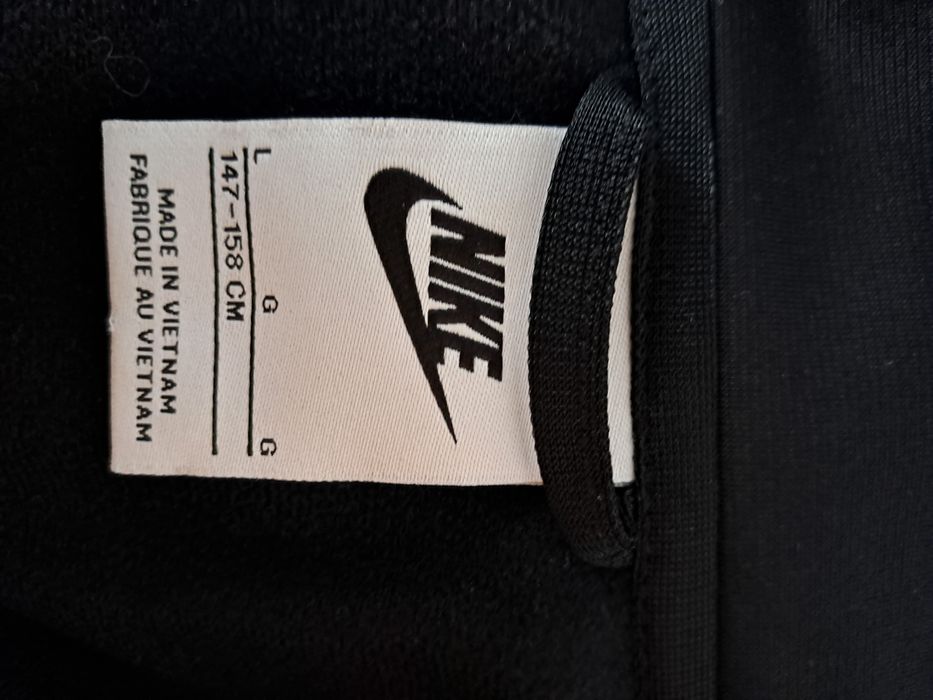 NIKE
L G G
147-158 CM
MADE IN VIETNAM
FABRIQUE AU VIETNAM